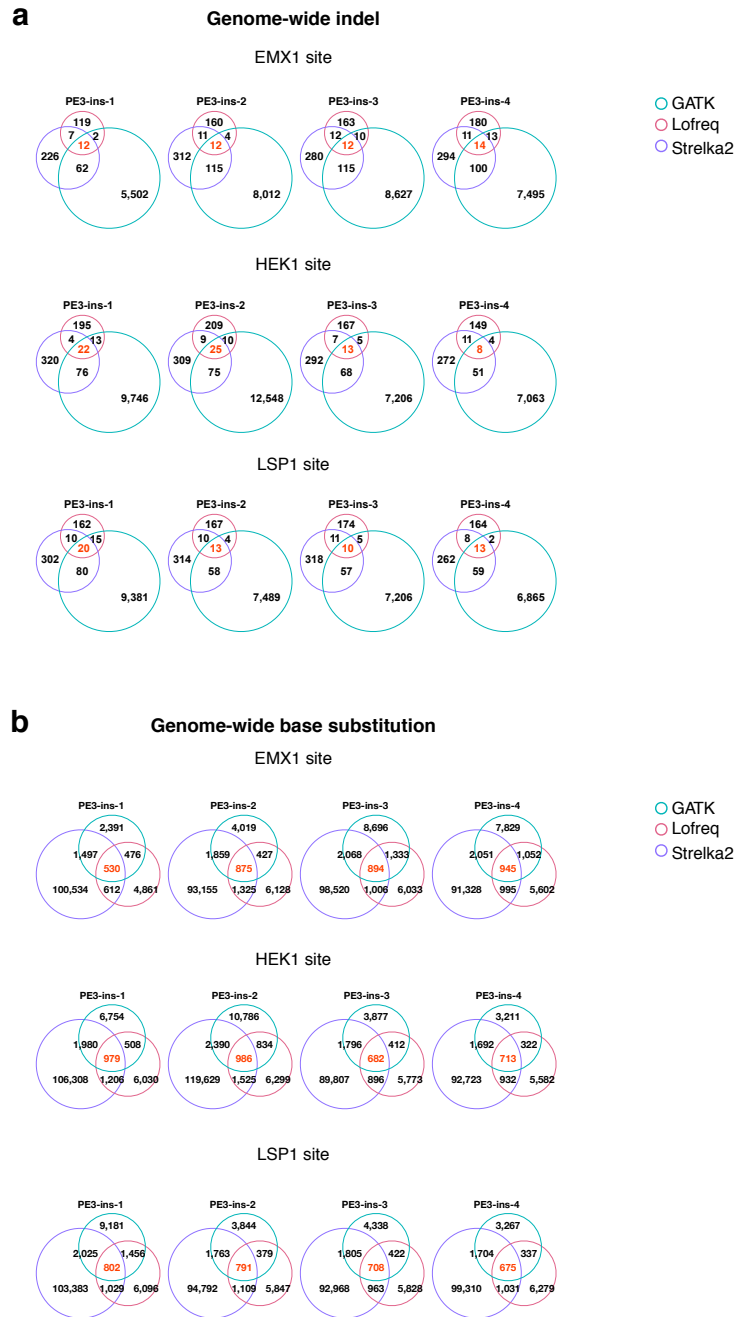 a
Genome-wide indel
EMX1 site
GATK
Lofreq
Strelka2
PE3-ins-1 PE3-ins-2 PE3-ins-3 PE3-ins-4
119 160 163 180
7 2 11 4 12 10 11 13
12 12 12 14
226 312 280 294
62 115 115 100
5,502 8,012 8,627 7,495
HEK1 site
PE3-ins-1 PE3-ins-2 PE3-ins-3 PE3-ins-4
195 209 167 149
4 13 9 10 7 5 11 4
22 25 13 8
320 309 292 272
76 75 68 51
9,746 12,548 7,206 7,063
LSP1 site
PE3-ins-1 PE3-ins-2 PE3-ins-3 PE3-ins-4
162 167 174 164
10 15 10 4 11 5 8 2
20 13 10 13
302 314 318 262
80 58 57 59
9,381 7,489 7,206 6,865
b
Genome-wide base substitution
EMX1 site
GATK
Lofreq
Strelka2
PE3-ins-1 PE3-ins-2 PE3-ins-3 PE3-ins-4
2,391 4,019 8,696 7,829
1,497 476 1,859 427 2,068 1,333 2,051 1,052
530 875 894 945
100,534 612 4,861 93,155 1,325 6,128 98,520 1,006 6,033 91,328 995 5,602
HEK1 site
PE3-ins-1 PE3-ins-2 PE3-ins-3 PE3-ins-4
6,754 10,786 3,877 3,211
1,980 508 2,390 834 1,796 412 1,692 322
979 986 682 713
106,308 1,206 6,030 119,629 1,525 6,299 89,807 896 5,773 92,723 932 5,582
LSP1 site
PE3-ins-1 PE3-ins-2 PE3-ins-3 PE3-ins-4
9,181 3,844 4,338 3,267
2,025 1,456 1,763 379 1,805 422 1,704 337
802 791 708 675
103,383 1,029 6,096 94,792 1,109 5,847 92,968 963 5,828 99,310 1,031 6,279